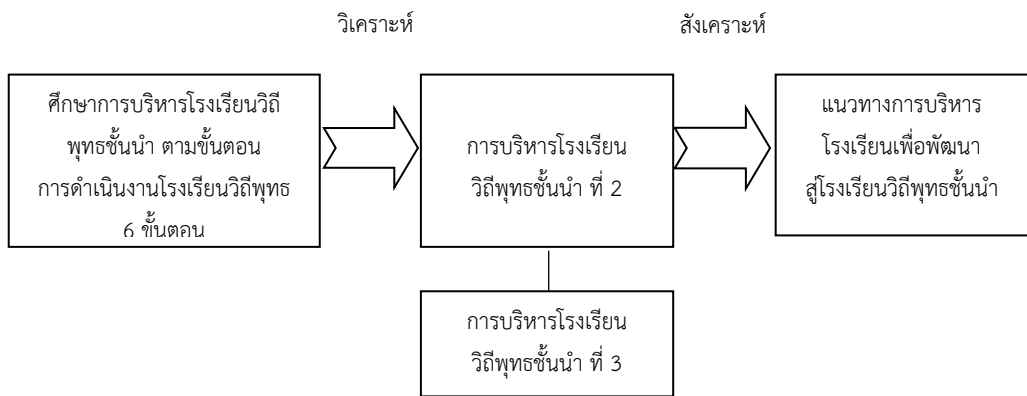 วิเคราะห์
สังเคราะห์
ศึกษาการบริหารโรงเรียนวิถี
พุทธชั้นนำ ตามขั้นตอน
การดำเนินงานโรงเรียนวิถีพุทธ
6 ขั้นตอน
การบริหารโรงเรียน
วิถีพุทธชั้นนำ ที่ 2
แนวทางการบริหาร
โรงเรียนเพื่อพัฒนา
สู่โรงเรียนวิถีพุทธชั้นนำ
การบริหารโรงเรียน
วิถีพุทธชั้นนำ ที่ 3